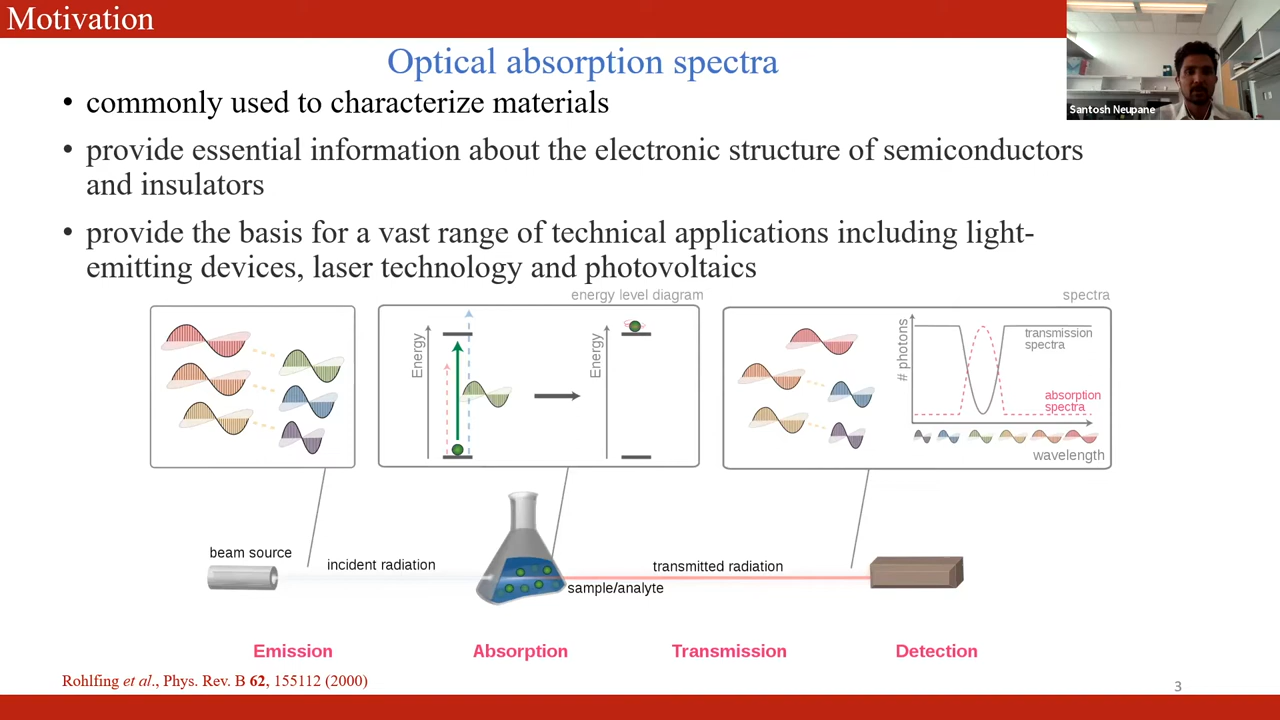 Motivation
Santosh Neupane
Optical absorption spectra
• commonly used to characterize materials
• provide essential information about the electronic structure of semiconductors
and insulators
• provide the basis for a vast range of technical applications including light-
emitting devices, laser technology and photovoltaics
energy level diagram
spectra
Energy
Energy
# photons
transmission
spectra
absorption
spectra
wavelength
beam source
incident radiation
transmitted radiation
sample/analyte
Emission
Absorption
Transmission
Detection
Rohlfing et al., Phys. Rev. B 62, 155112 (2000)
3